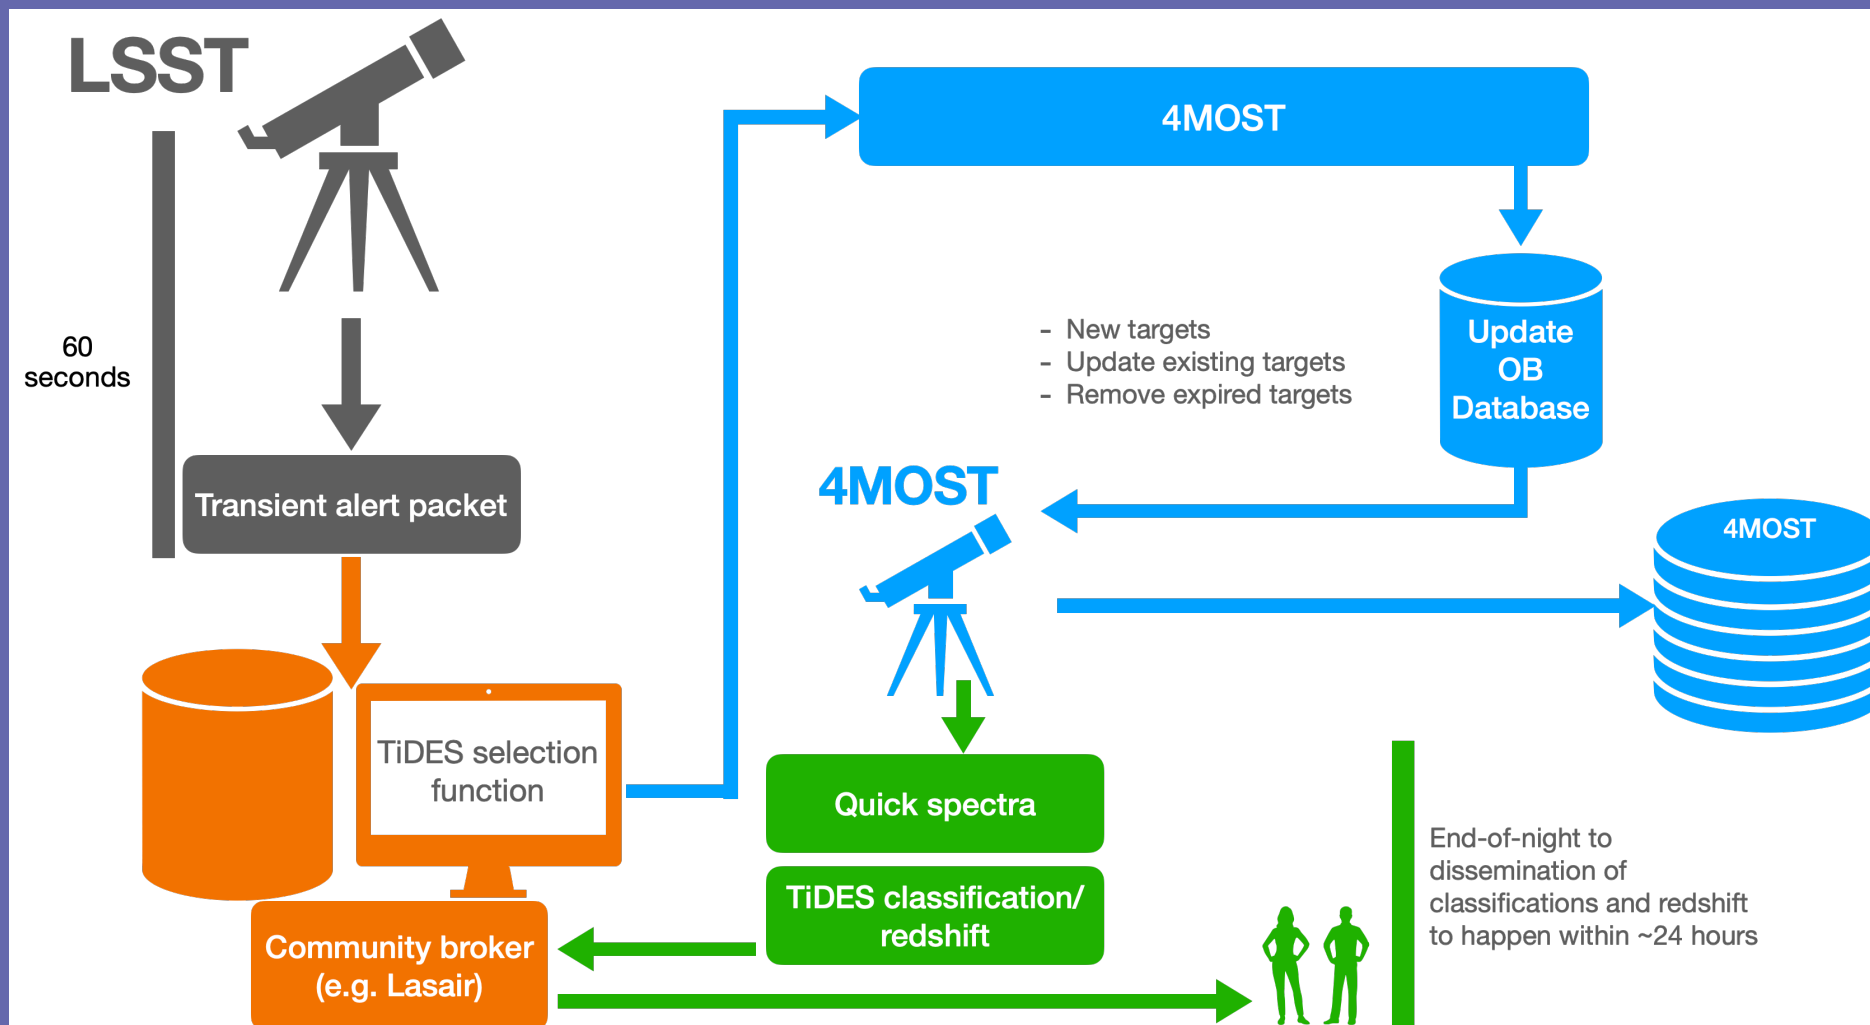 LSST
60
seconds
Transient alert packet
TiDES selection
function
Community broker
(e.g. Lasair)
4MOST
- New targets
- Update existing targets
- Remove expired targets
Update
OB
Database
4MOST
4MOST
Quick spectra
TiDES classification/
redshift
End-of-night to
dissemination of
classifications and redshift
to happen within ~24 hours